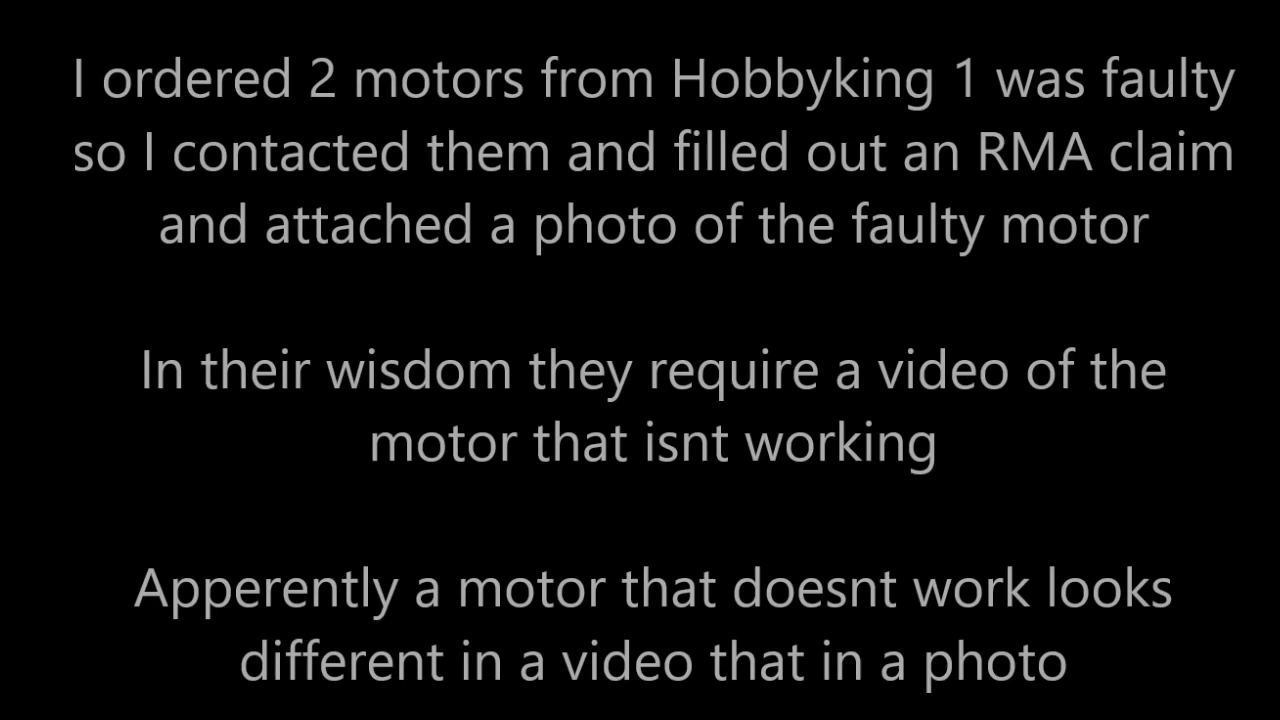 I ordered 2 motors from Hobbyking 1 was faulty
so I contacted them and filled out an RMA claim
and attached a photo of the faulty motor
In their wisdom they require a video of the
motor that isnt working
Apperently a motor that doesnt work looks
different in a video that in a photo